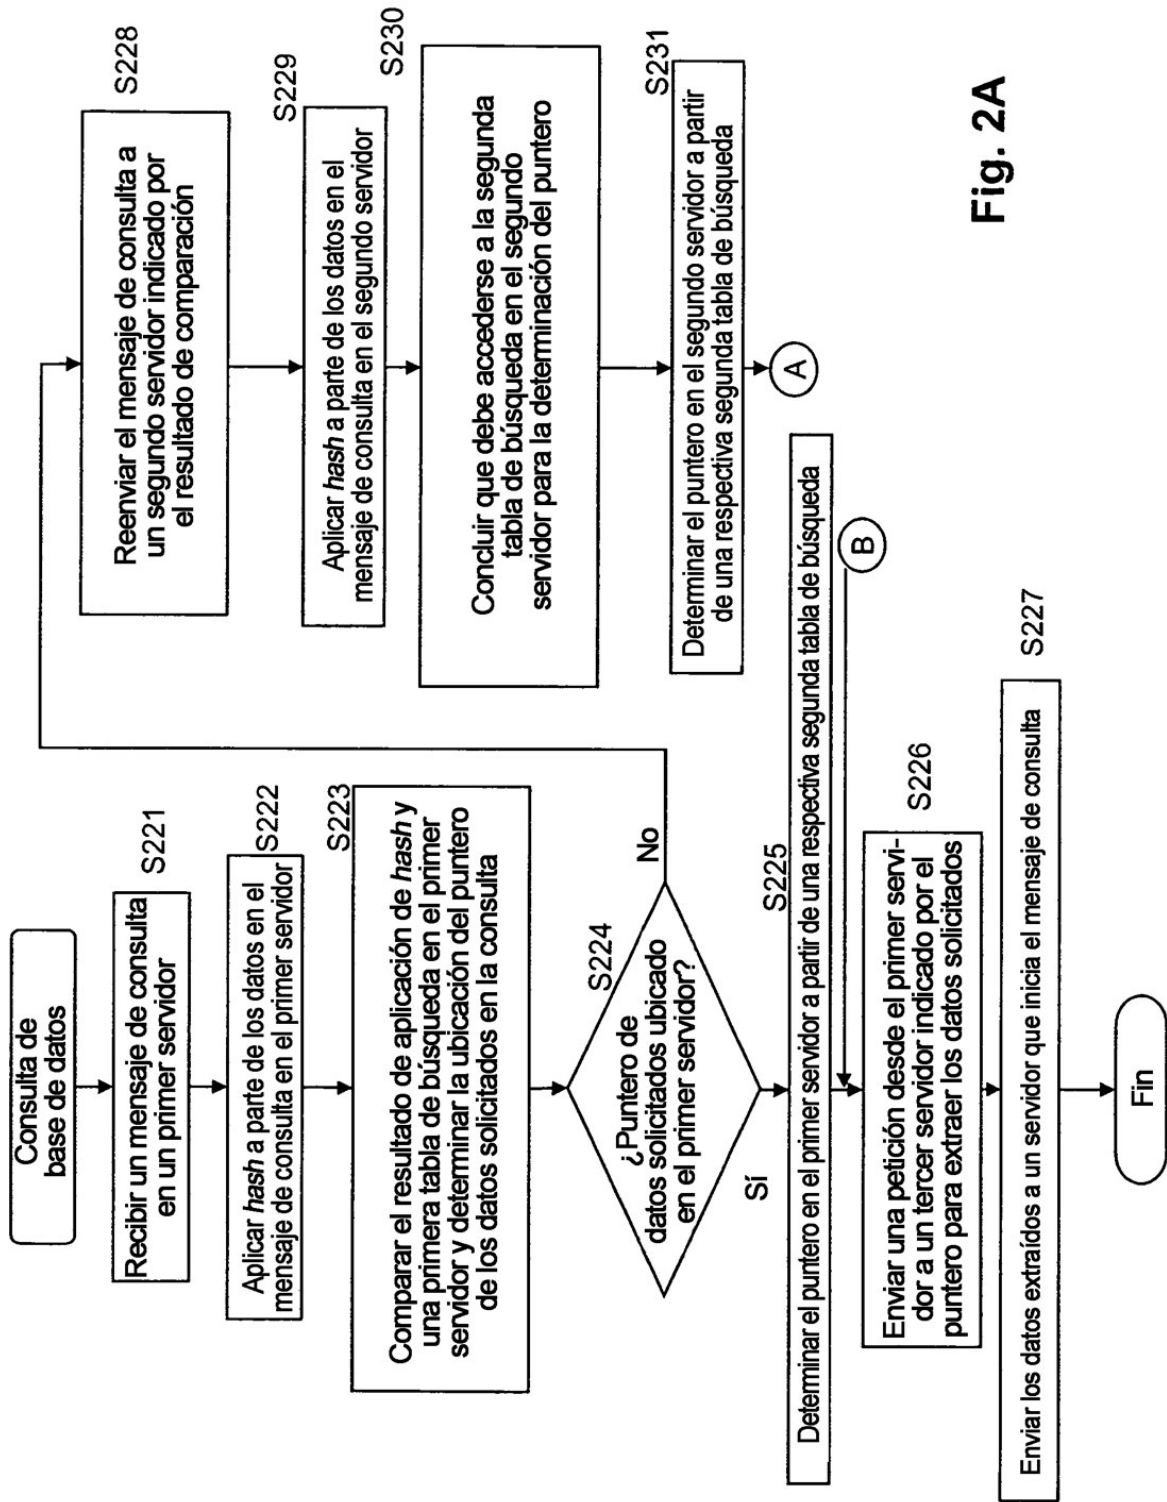 Consulta de
base de datos
S221
Recibir un mensaje de consulta
en un primer servidor
S222
Aplicar hash a parte de los datos en el
mensaje de consulta en el primer servidor
S223
Comparar el resultado de aplicación de hash y
una primera tabla de búsqueda en el primer
servidor y determinar la ubicación del puntero
de los datos solicitados en la consulta
S224
¿Puntero de
datos solicitados ubicado
en el primer servidor?
No
Sí
S225
Determinar el puntero en el primer servidor a partir de una respectiva segunda tabla de búsqueda
B
S226
Enviar una petición desde el primer servi-
dor a un tercer servidor indicado por el
puntero para extraer los datos solicitados
S227
Enviar los datos extraídos a un servidor que inicia el mensaje de consulta
Fin
S228
Reenviar el mensaje de consulta a
un segundo servidor indicado por
el resultado de comparación
S229
Aplicar hash a parte de los datos en el
mensaje de consulta en el segundo servidor
S230
Concluir que debe accederse a la segunda
tabla de búsqueda en el segundo
servidor para la determinación del puntero
S231
Determinar el puntero en el segundo servidor a partir
de una respectiva segunda tabla de búsqueda
A
Fig. 2A